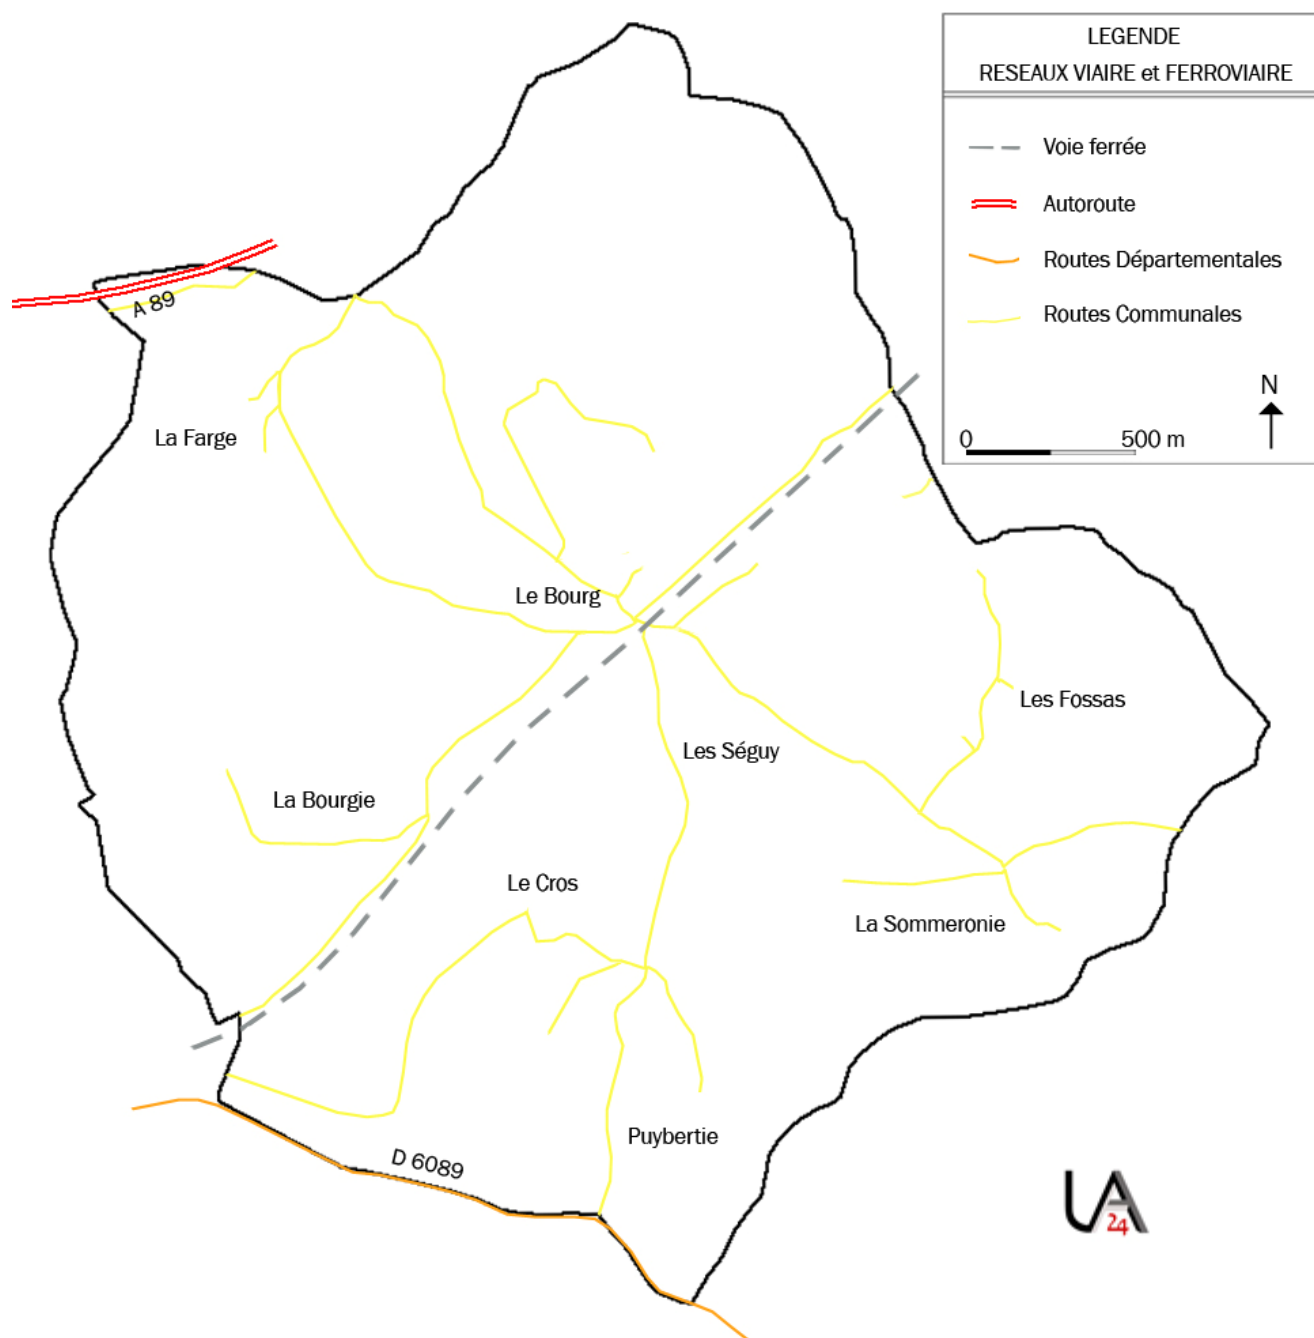 LEGENDE
RESEAUX VIAIRE et FERROVIAIRE
Voie ferrée
Autoroute
Routes Départementales
Routes Communales
N
0 500 m
A 89
La Farge
Le Bourg
Les Fossas
Les Séguy
La Bourgie
Le Cros
La Sommeronie
Puybertie
D 6089
UA
24